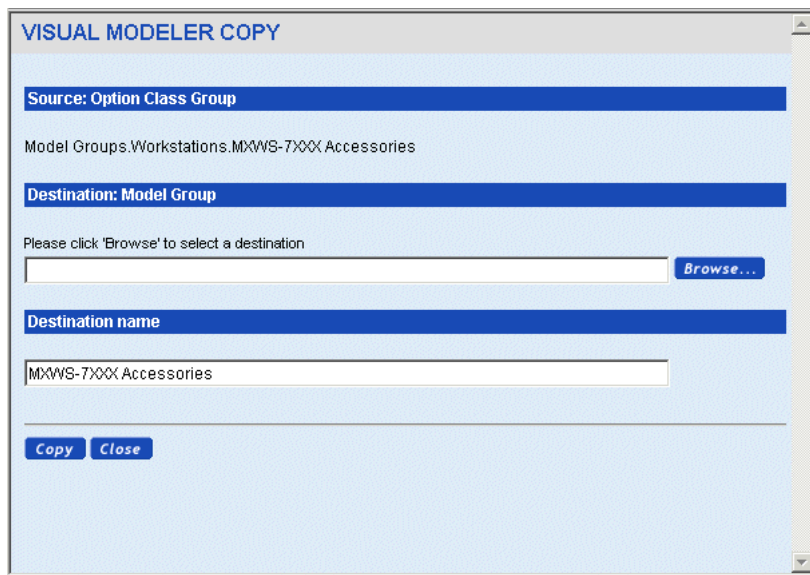 VISUAL MODELER COPY
Source: Option Class Group
Model Groups.Workstations.MXWS-7XXX Accessories
Destination: Model Group
Please click 'Browse' to select a destination
Browse...
Destination name
MXWS-7XXX Accessories
Copy Close